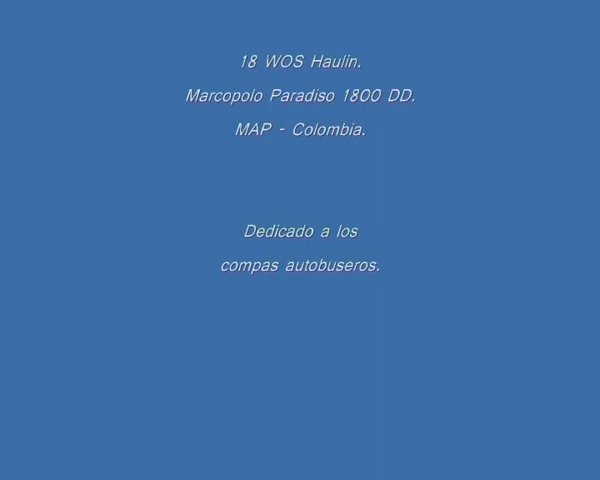 18 WOS Haulin.
Marcopolo Paradiso 1800 DD.
MAP - Colombia.
Dedicado a los
compas autobuseros.